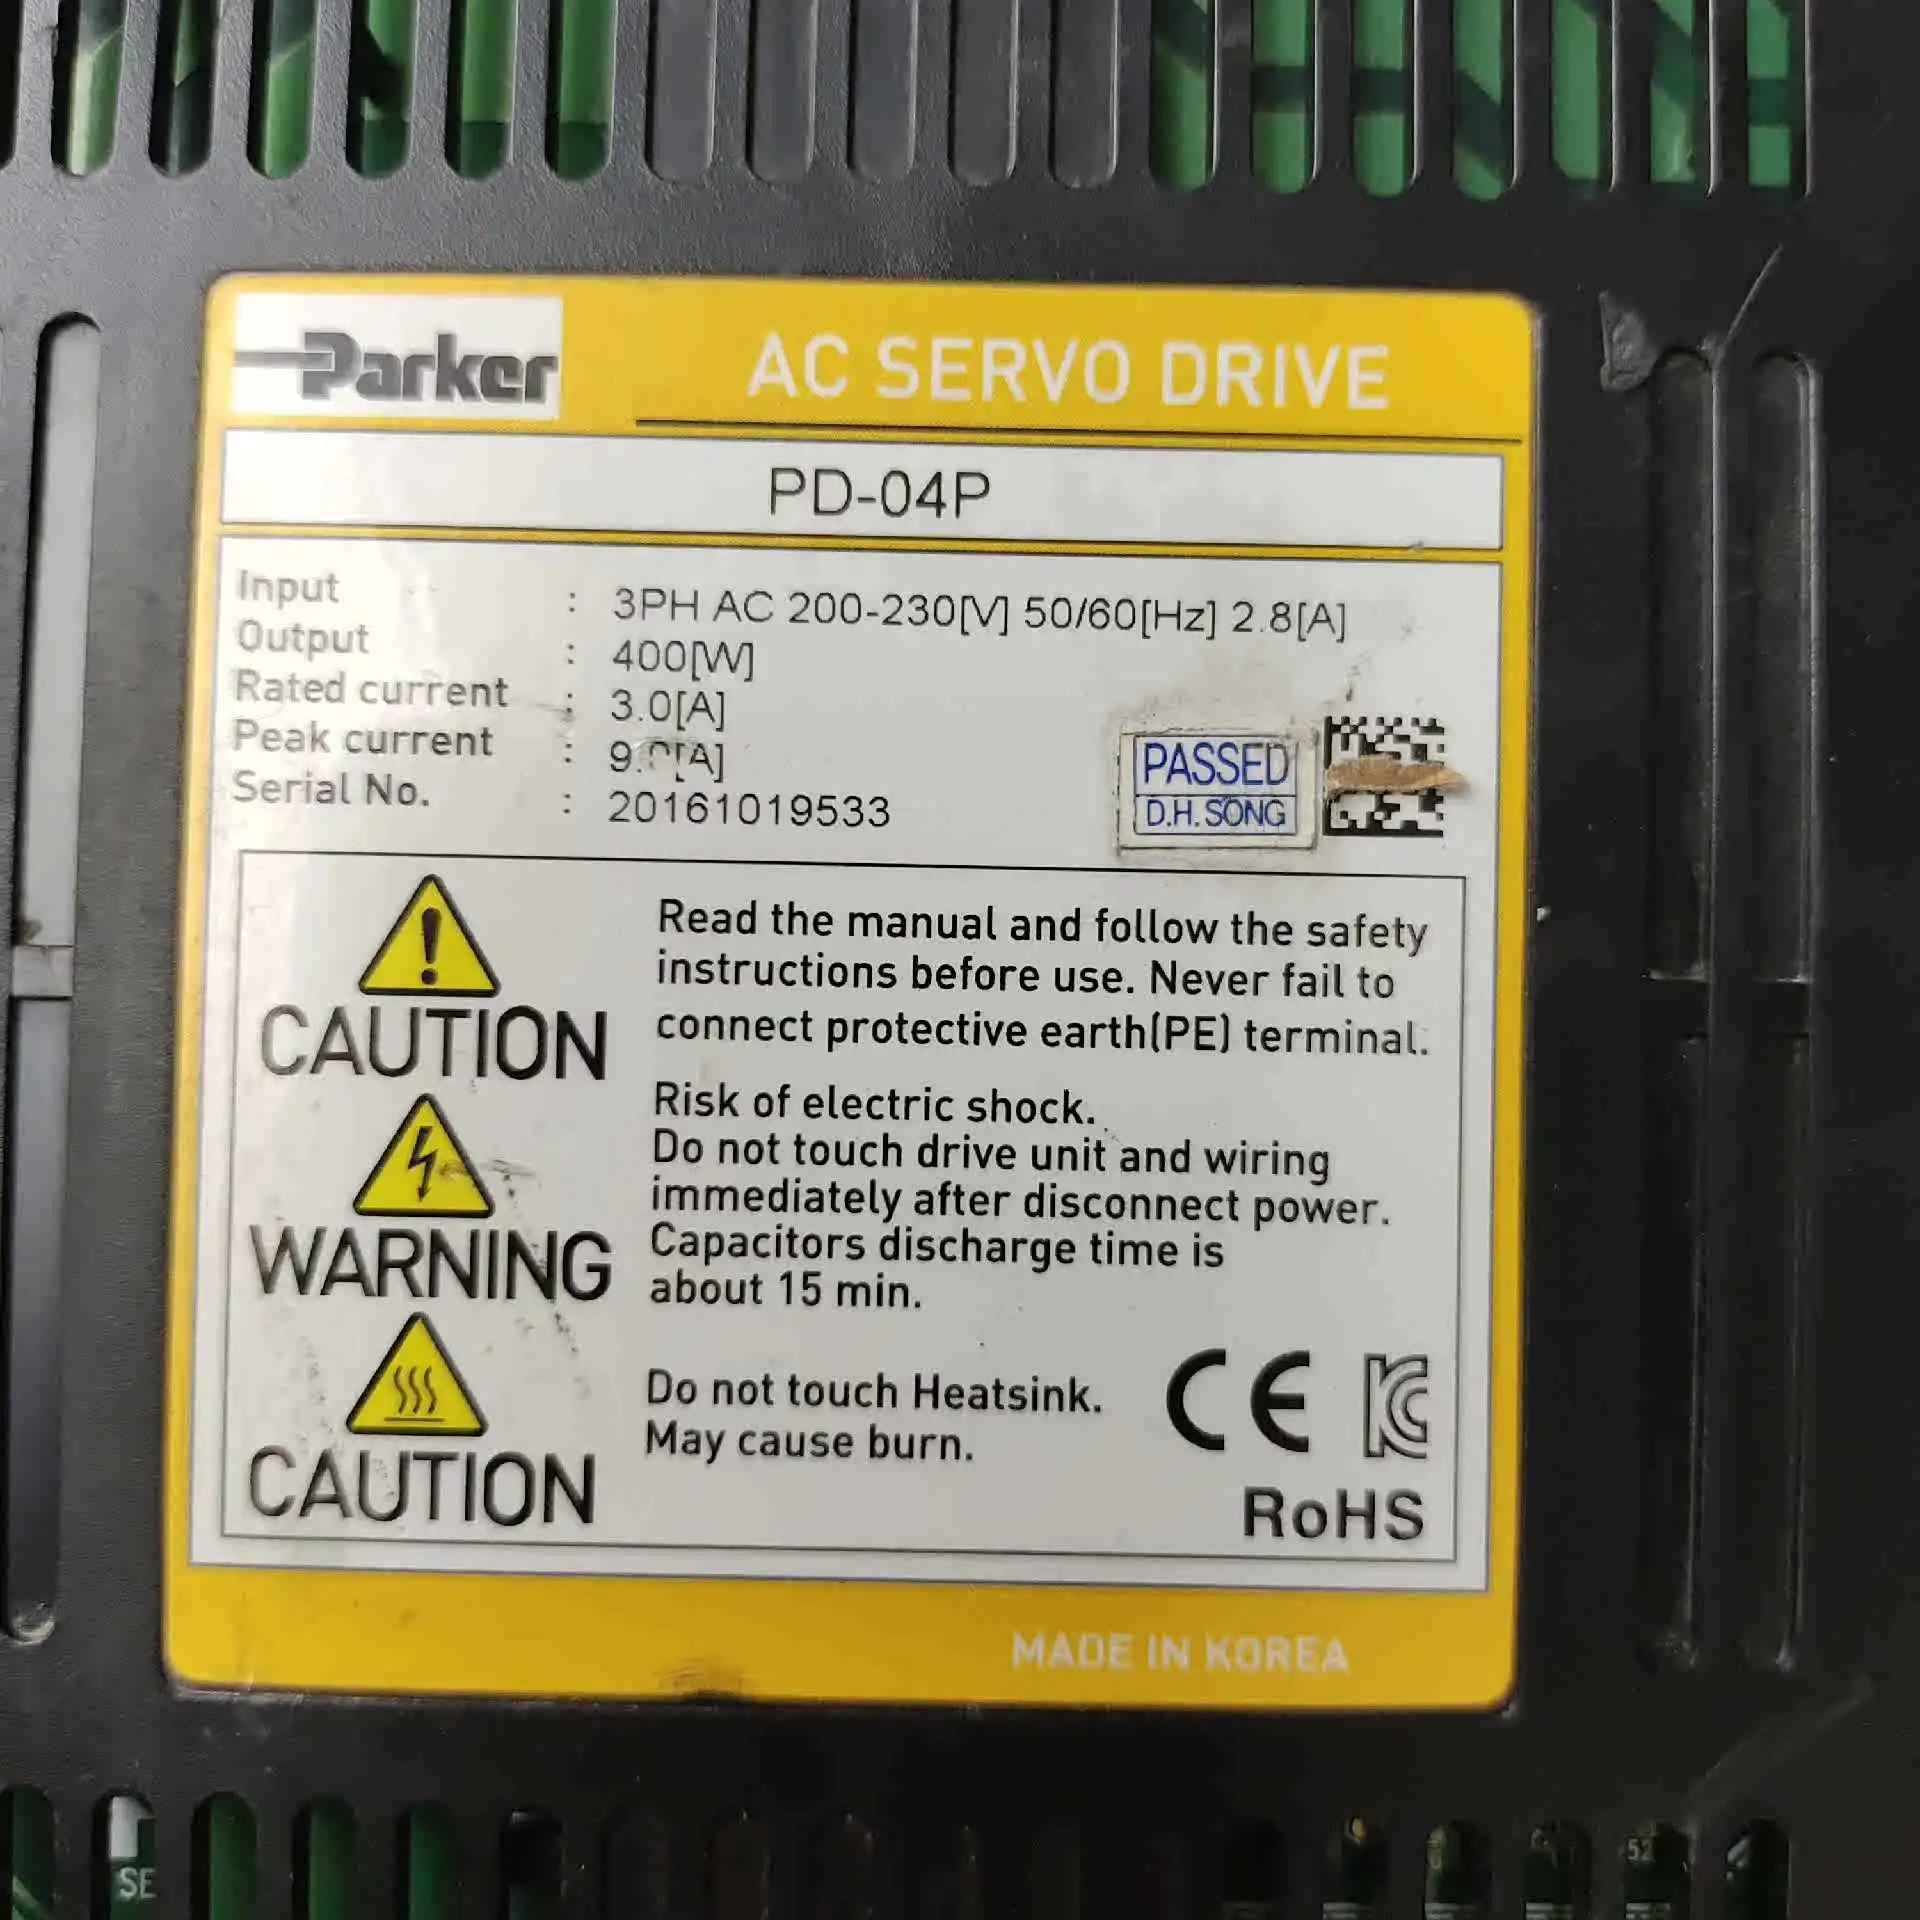 Parker
AC SERVO DRIVE
PD-04P
Input : 3PH AC 200-230[V] 50/60[Hz] 2.8[A]
Output : 400[W]
Rated current : 3.0[A]
Peak current : [A]
Serial No. : 20161019533
PASSED
D.H. SONG
CAUTION
Read the manual and follow the safety
instructions before use. Never fail to
connect protective earth(PE) terminal.
WARNING
Risk of electric shock.
Do not touch drive unit and wiring
immediately after disconnect power.
Capacitors discharge time is
about 15 min.
CAUTION
Do not touch Heatsink.
May cause burn.
CE KC
RoHS
MADE IN KOREA
SE